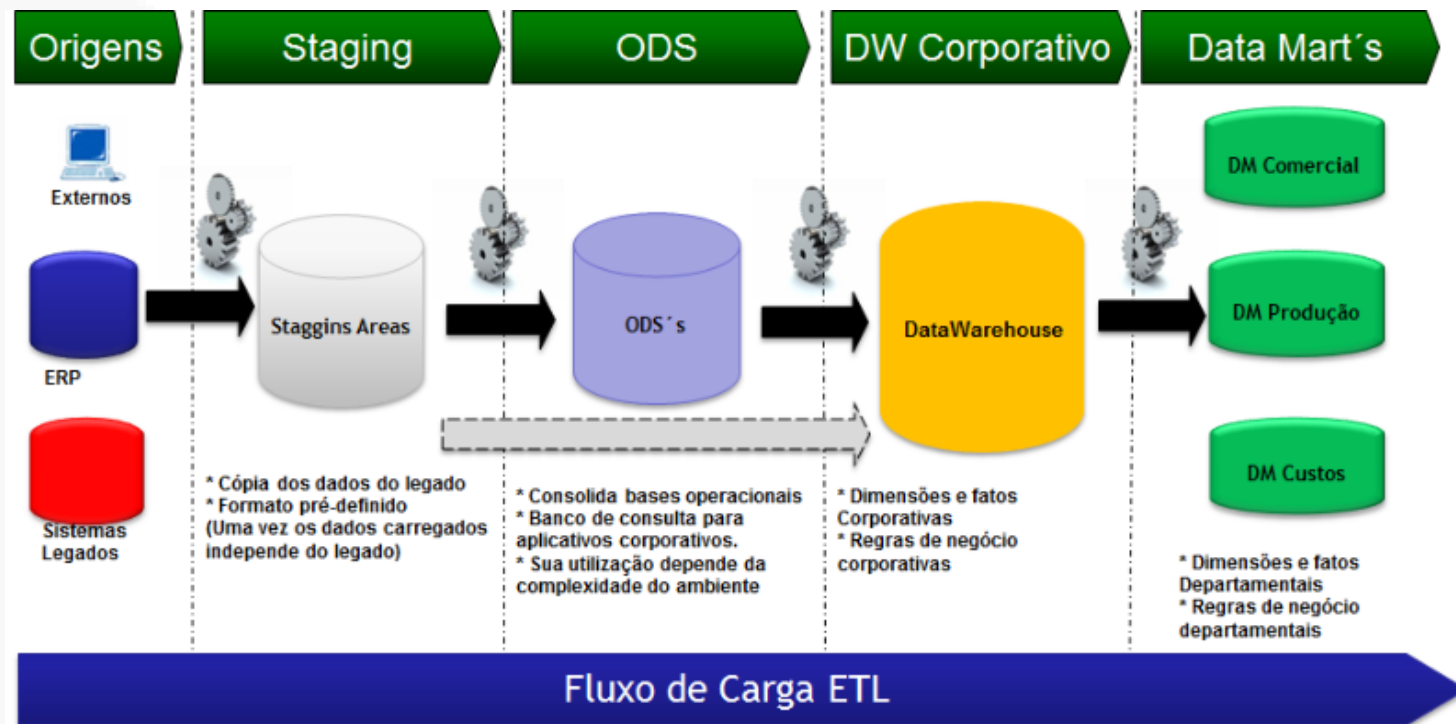 Origens
Staging
ODS
DW Corporativo
Data Mart´s
Externos
ERP
Sistemas
Legados
Staggins Areas
* Cópia dos dados do legado
* Formato pré-definido
(Uma vez os dados carregados
independe do legado)
ODS´s
* Consolida bases operacionais
* Banco de consulta para
aplicativos corporativos.
* Sua utilização depende da
complexidade do ambiente
DataWarehouse
* Dimensões e fatos
Corporativas
* Regras de negócio
corporativas
DM Comercial
DM Produção
DM Custos
* Dimensões e fatos
Departamentais
* Regras de negócio
departamentais
Fluxo de Carga ETL